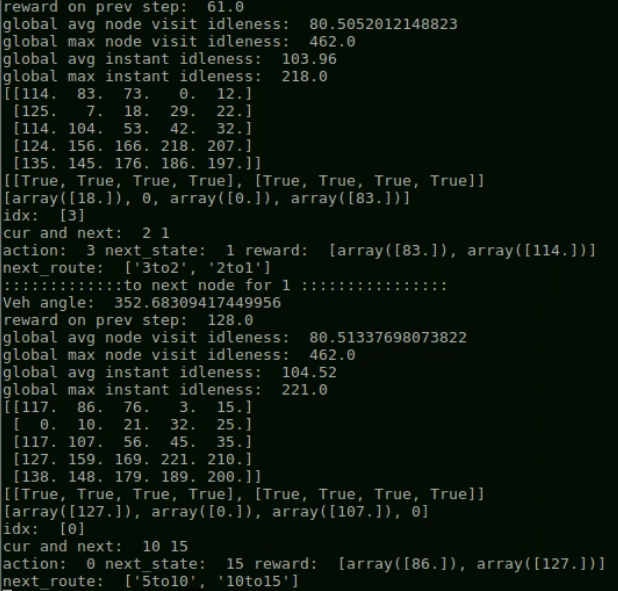 reward on prev step:  61.0
global avg node visit idleness:  80.5052012148823
global max node visit idleness:  462.0
global avg instant idleness:  103.96
global max instant idleness:  218.0
[[114.  83.  73.   0.  12.]
 [125.   7.  18.  29.  22.]
 [114. 104.  53.  42.  32.]
 [124. 156. 166. 218. 207.]
 [135. 145. 176. 186. 197.]]
[[True, True, True, True], [True, True, True, True]]
[array([18.]), 0, array([0.]), array([83.])]
idx:  [3]
cur and next:  2 1
action:  3 next_state:  1 reward:  [array([83.]), array([114.])]
next_route:  ['3to2', '2to1']
:::::::::::::to next node for 1 ::::::::::::::::
Veh angle:  352.68309417449956
reward on prev step:  128.0
global avg node visit idleness:  80.51337698073822
global max node visit idleness:  462.0
global avg instant idleness:  104.52
global max instant idleness:  221.0
[[117.  86.  76.   3.  15.]
 [  0.  10.  21.  32.  25.]
 [117. 107.  56.  45.  35.]
 [127. 159. 169. 221. 210.]
 [138. 148. 179. 189. 200.]]
[[True, True, True, True], [True, True, True, True]]
[array([127.]), array([0.]), array([107.]), 0]
idx:  [0]
cur and next:  10 15
action:  0 next_state:  15 reward:  [array([86.]), array([127.])]
next_route:  ['5to10', '10to15']